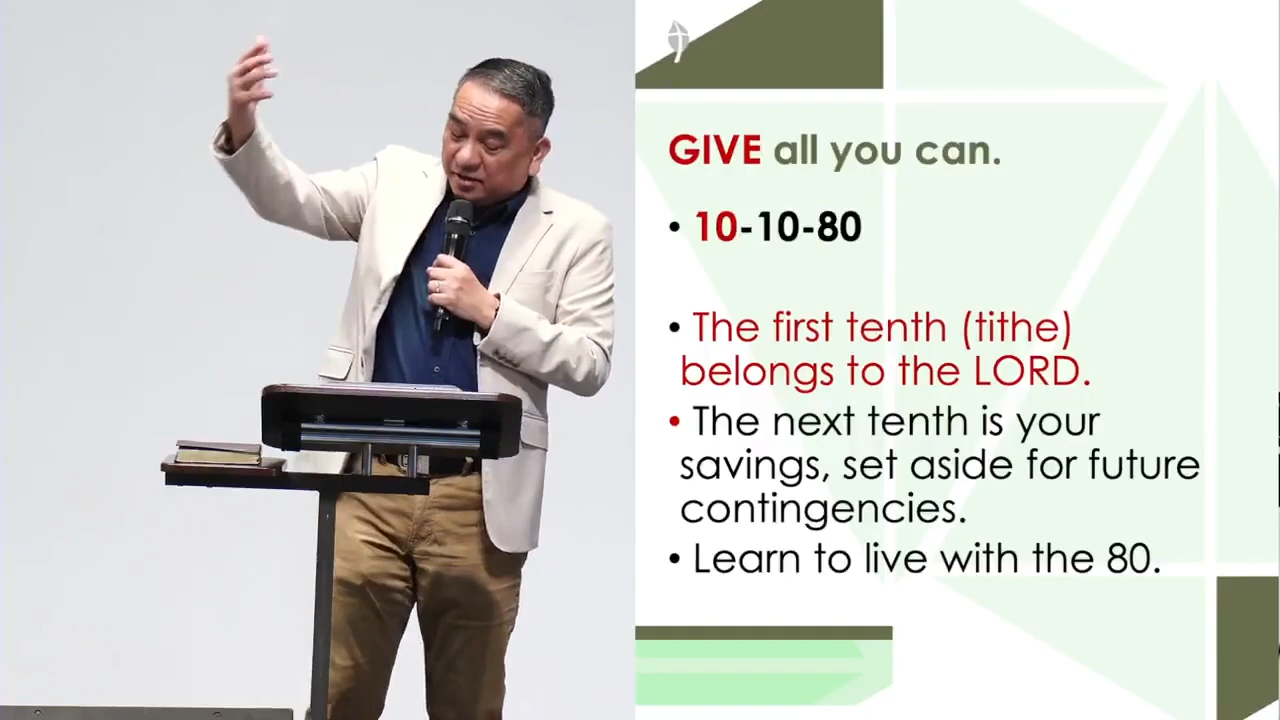 GIVE all you can.
• 10-10-80
• The first tenth (tithe)
belongs to the LORD.
• The next tenth is your
savings, set aside for future
contingencies.
• Learn to live with the 80.